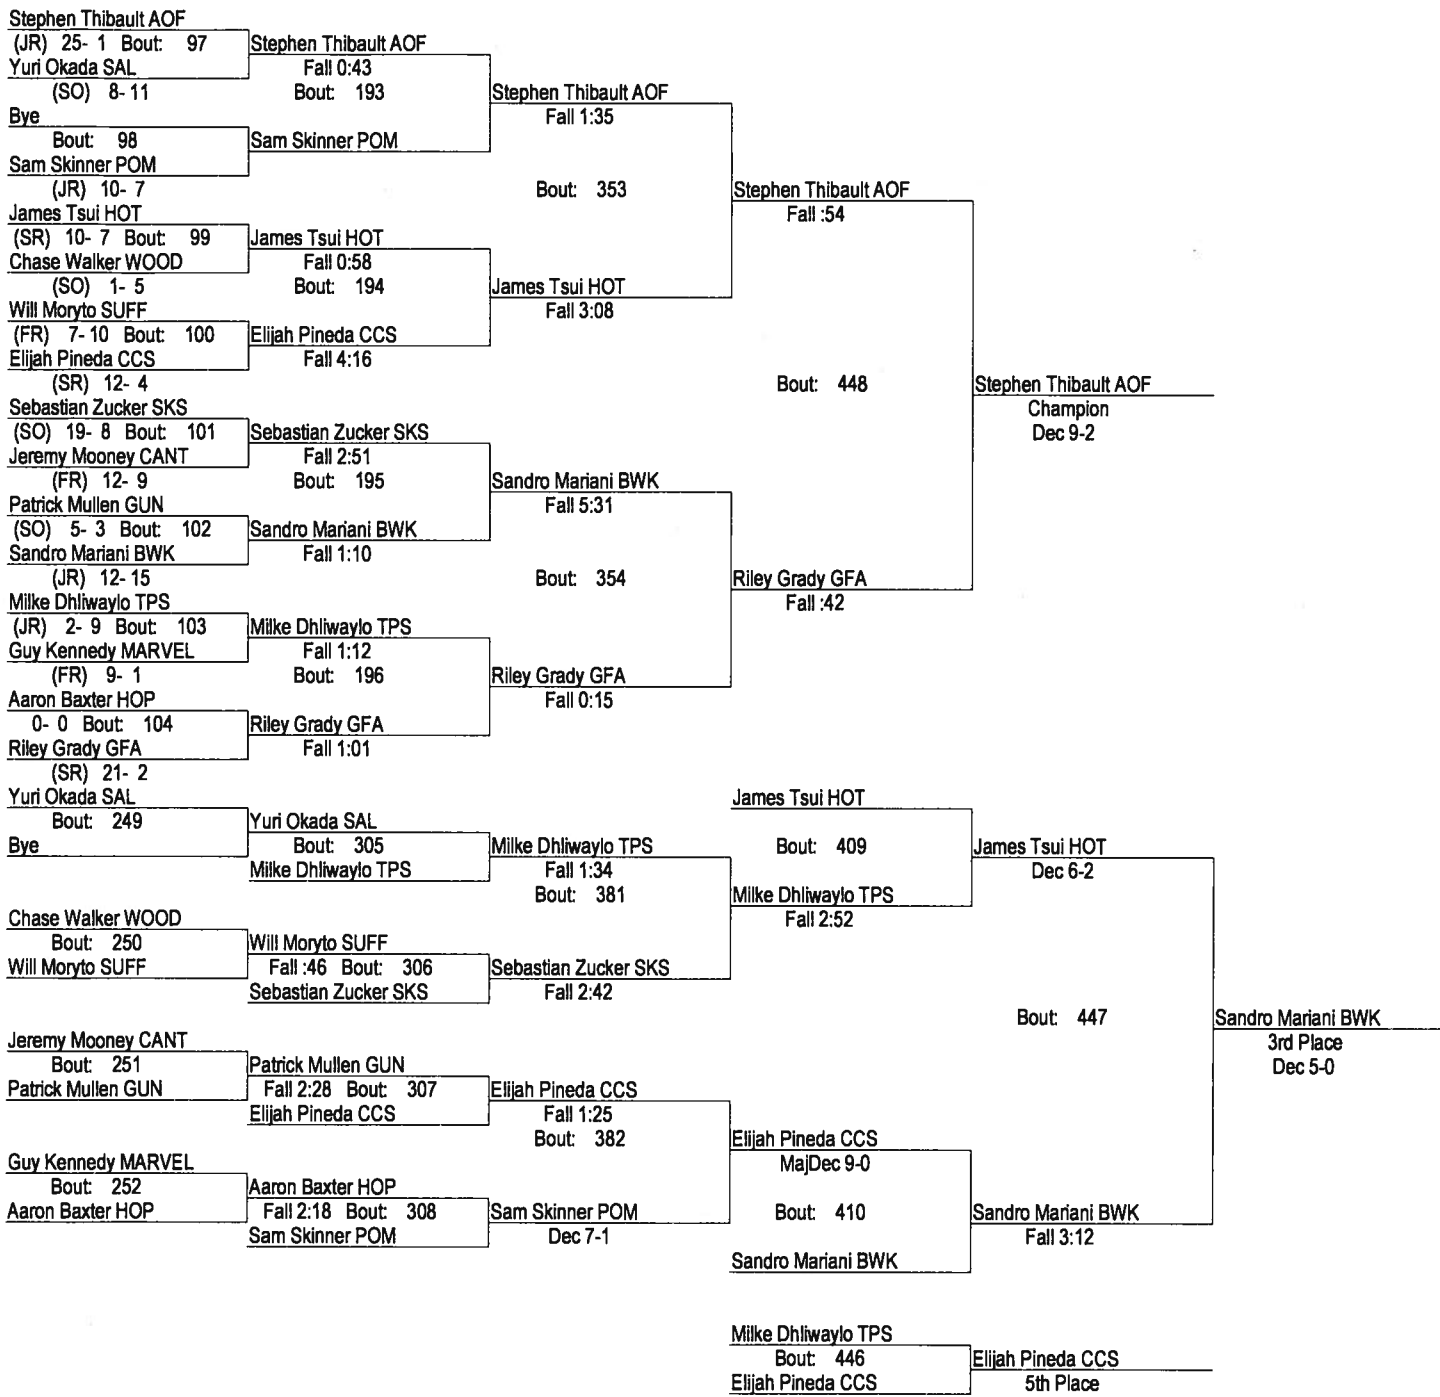 Stephen Thibault AOF
(JR) 25- 1 Bout: 97
Yuri Okada SAL
(SO) 8- 11
Bye
Bout: 98
Sam Skinner POM
(JR) 10- 7
James Tsui HOT
(SR) 10- 7 Bout: 99
Chase Walker WOOD
(SO) 1- 5
Will Moryto SUFF
(FR) 7- 10 Bout: 100
Elijah Pineda CCS
(SR) 12- 4
Sebastian Zucker SKS
(SO) 19- 8 Bout: 101
Jeremy Mooney CANT
(FR) 12- 9
Patrick Mullen GUN
(SO) 5- 3 Bout: 102
Sandro Mariani BWK
(JR) 12- 15
Milke Dhliwaylo TPS
(JR) 2- 9 Bout: 103
Guy Kennedy MARVEL
(FR) 9- 1
Aaron Baxter HOP
0- 0 Bout: 104
Riley Grady GFA
(SR) 21- 2
Stephen Thibault AOF
Fall 0:43
Bout: 193
Sam Skinner POM
James Tsui HOT
Fall 0:58
Bout: 194
Elijah Pineda CCS
Fall 4:16
Sebastian Zucker SKS
Fall 2:51
Bout: 195
Sandro Mariani BWK
Fall 1:10
Milke Dhliwaylo TPS
Fall 1:12
Bout: 196
Riley Grady GFA
Fall 1:01
Stephen Thibault AOF
Fall 1:35
Bout: 353
James Tsui HOT
Fall 3:08
Sandro Mariani BWK
Fall 5:31
Bout: 354
Riley Grady GFA
Fall 0:15
Stephen Thibault AOF
Fall :54
Bout: 448
Riley Grady GFA
Fall :42
Stephen Thibault AOF
Champion
Dec 9-2
Yuri Okada SAL
Bout: 249
Bye
Chase Walker WOOD
Bout: 250
Will Moryto SUFF
Jeremy Mooney CANT
Bout: 251
Patrick Mullen GUN
Guy Kennedy MARVEL
Bout: 252
Aaron Baxter HOP
Yuri Okada SAL
Bout: 305
Milke Dhliwaylo TPS
Will Moryto SUFF
Fall :46 Bout: 306
Sebastian Zucker SKS
Patrick Mullen GUN
Fall 2:28 Bout: 307
Elijah Pineda CCS
Aaron Baxter HOP
Fall 2:18 Bout: 308
Sam Skinner POM
Milke Dhliwaylo TPS
Fall 1:34
Bout: 381
Sebastian Zucker SKS
Fall 2:42
Elijah Pineda CCS
Fall 1:25
Bout: 382
Sam Skinner POM
Dec 7-1
James Tsui HOT
Bout: 409
Milke Dhliwaylo TPS
Fall 2:52
Elijah Pineda CCS
MajDec 9-0
Bout: 410
Sandro Mariani BWK
James Tsui HOT
Dec 6-2
Bout: 447
Sandro Mariani BWK
Fall 3:12
Sandro Mariani BWK
3rd Place
Dec 5-0
Milke Dhliwaylo TPS
Bout: 446
Elijah Pineda CCS
Elijah Pineda CCS
5th Place